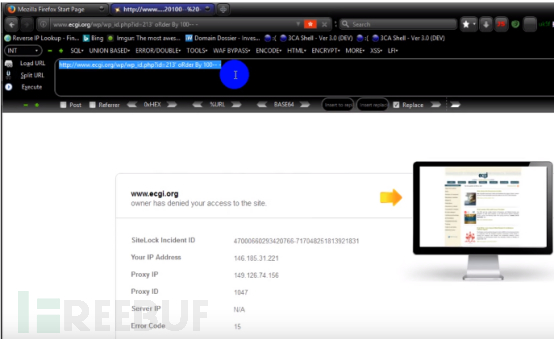 Mozilla Firefox Start Page
http://www....20100 %20
www.ecgi.org/wp/wp_id.php?id=-213' oRder By 100-- -
Search
Reverse IP Lookup - Fin...
Bing
Imgur: The most awes...
Domain Dossier - Inves...
3CA Shell - Ver 3.0 (DEV)
3CA Shell - Ver 3.0 (DEV)
INT
SQL▾ UNION BASED▾ ERROR/DOUBLE▾ TOOLS▾ WAF BYPASS▾ ENCODE▾ HTML▾ ENCRYPT▾ MORE▾ XSS▾ LFI▾
Load URL
http://www.ecgi.org/wp/wp_id.php?id=-213' oRder By 100-- -
Split URL
Execute
Post Referrer 0xHEX %URL BASE64 Insert to repl Insert replac Replace
www.ecgi.org
owner has denied your access to the site.
SiteLock Incident ID 47000660293420766-717048251813921831
Your IP Address 146.185.31.221
Proxy IP 149.126.74.156
Proxy ID 1047
Server IP N/A
Error Code 15
ecgi
FREEBUF